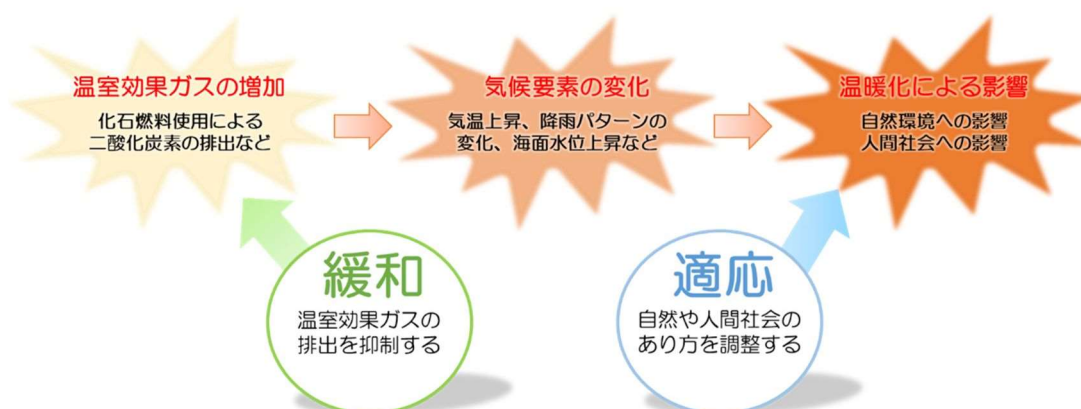 温室効果ガスの増加
化石燃料使用による
二酸化炭素の排出など
気候要素の変化
気温上昇、降雨パターンの
変化、海面水位上昇など
温暖化による影響
自然環境への影響
人間社会への影響
緩和
温室効果ガスの
排出を抑制する
適応
自然や人間社会の
あり方を調整する